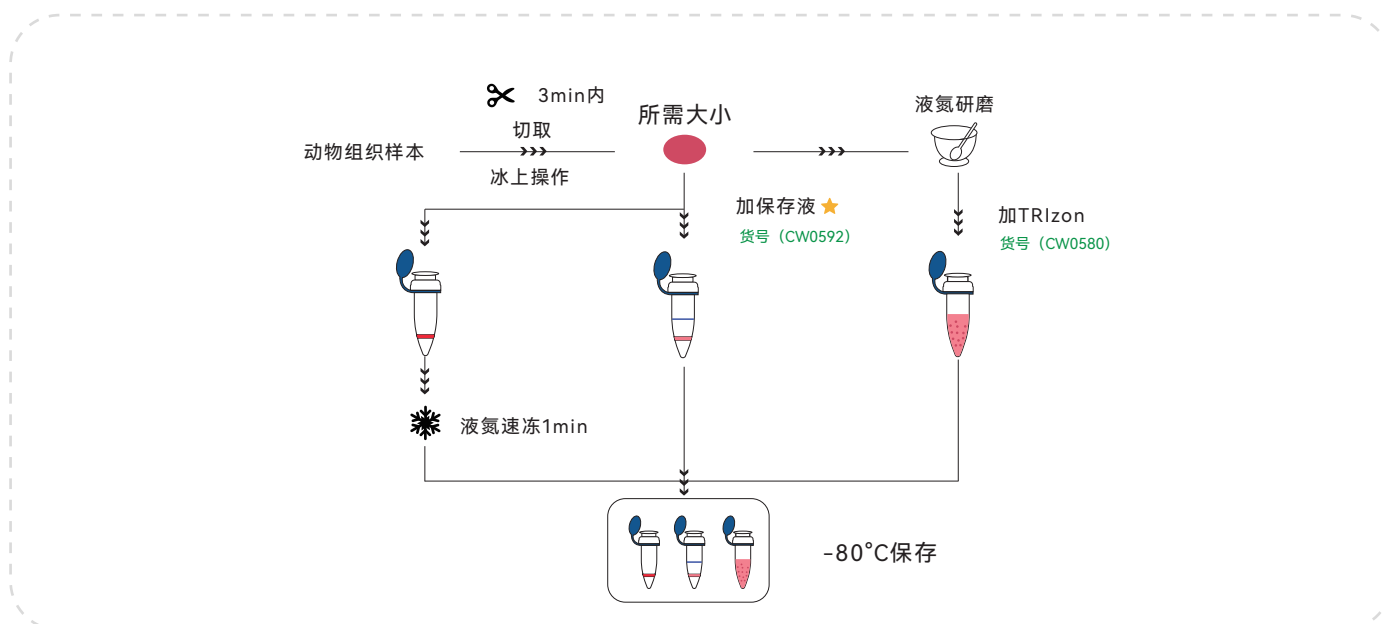 3min内
切取
动物组织样本
冰上操作
所需大小
液氮研磨
加保存液
货号（CW0592）
加TRIzon
货号（CW0580）
液氮速冻1min
-80°C保存